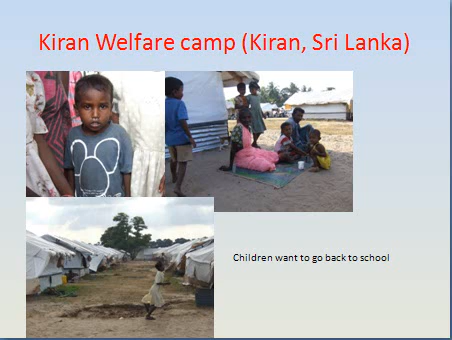 Kiran Welfare camp (Kiran, Sri Lanka)
Children want to go back to school